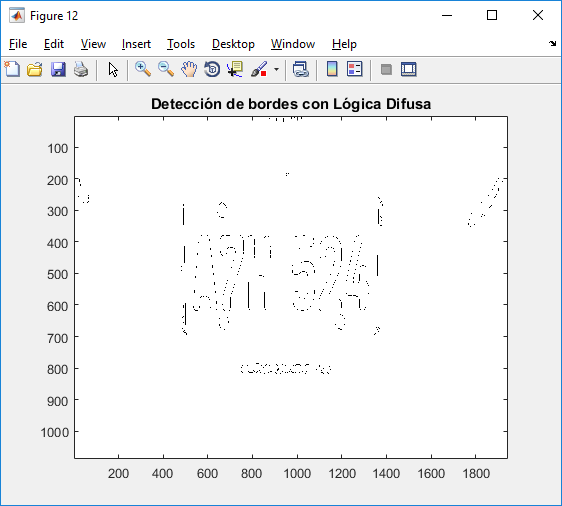 Figure 12
File Edit View Insert Tools Desktop Window Help
Detección de bordes con Lógica Difusa
100
200
300
400
500
600
700
800
900
1000
524
200 400 600 800 1000 1200 1400 1600 1800